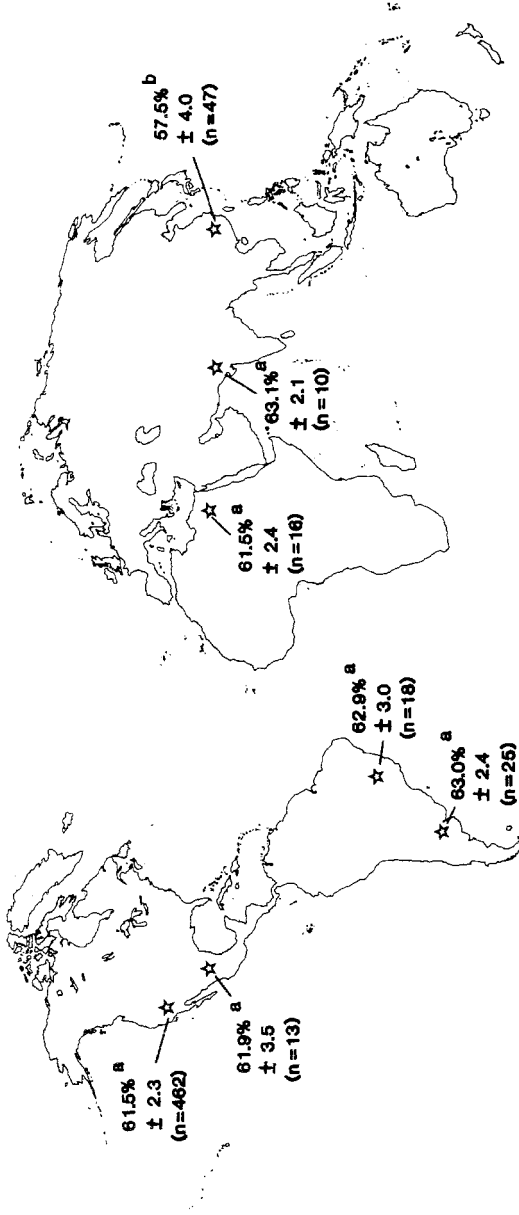 61.5% a
± 2.3
(n=462)
61.9% a
± 3.5
(n=13)
62.9% a
± 3.0
(n=18)
63.0% a
± 2.4
(n=25)
61.5% a
± 2.4
(n=16)
63.1% a
± 2.1
(n=10)
57.5% b
± 4.0
(n=47)